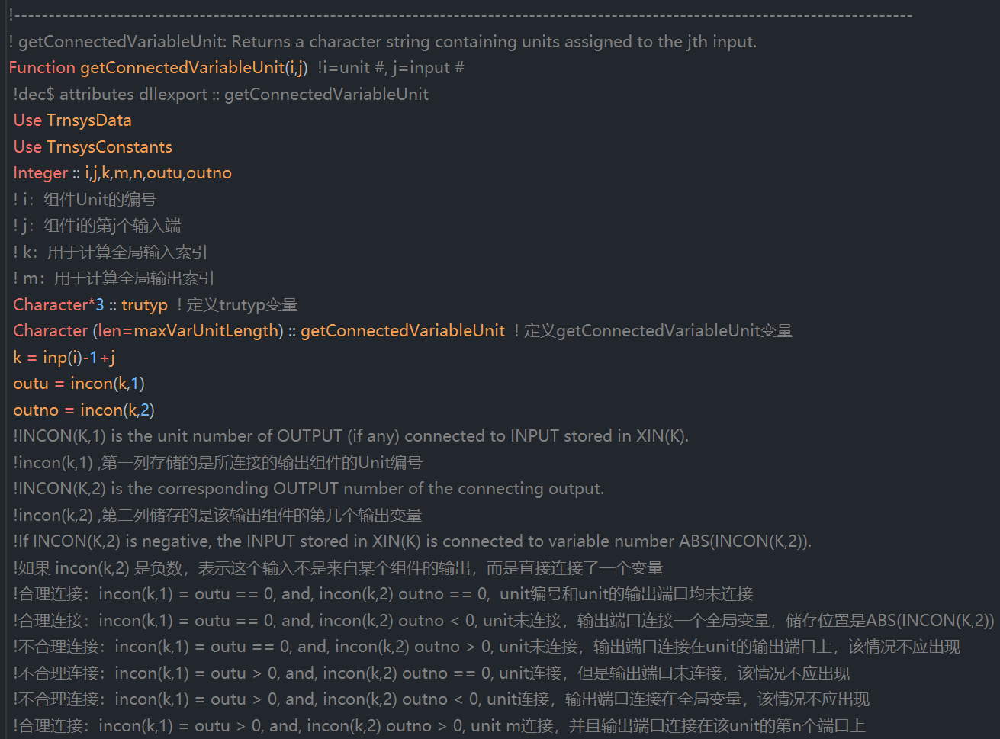 !---------------------------------------------------------------------------------------------------------------------------
! getConnectedVariableUnit: Returns a character string containing units assigned to the jth input.
Function getConnectedVariableUnit(i,j)  !i=unit #, j=input #
!dec$ attributes dllexport :: getConnectedVariableUnit
Use TrnsysData
Use TrnsysConstants
Integer :: i,j,k,m,n,outu,outno
! i：组件Unit的编号
! j：组件i的第j个输入端
! k：用于计算全局输入索引
! m：用于计算全局输出索引
Character*3 :: trutyp  ! 定义trutyp变量
Character (len=maxVarUnitLength) :: getConnectedVariableUnit  ! 定义getConnectedVariableUnit变量
k = inp(i)-1+j
outu = incon(k,1)
outno = incon(k,2)
!INCON(K,1) is the unit number of OUTPUT (if any) connected to INPUT stored in XIN(K).
!incon(k,1) ,第一列存储的是所连接的输出组件的Unit编号
!INCON(K,2) is the corresponding OUTPUT number of the connecting output.
!incon(k,2) ,第二列储存的是该输出组件的第几个输出变量
!If INCON(K,2) is negative, the INPUT stored in XIN(K) is connected to variable number ABS(INCON(K,2)).
!如果 incon(k,2) 是负数，表示这个输入不是来自某个组件的输出，而是直接连接了一个变量
!合理连接：incon(k,1) = outu == 0, and, incon(k,2) outno == 0,  unit编号和unit的输出端口均未连接
!合理连接：incon(k,1) = outu == 0, and, incon(k,2) outno < 0, unit未连接，输出端口连接一个全局变量，储存位置是ABS(INCON(K,2))
!不合理连接：incon(k,1) = outu == 0, and, incon(k,2) outno > 0, unit未连接，输出端口连接在unit的输出端口上，该情况不应出现
!不合理连接：incon(k,1) = outu > 0, and, incon(k,2) outno == 0, unit连接，但是输出端口未连接，该情况不应出现
!不合理连接：incon(k,1) = outu > 0, and, incon(k,2) outno < 0, unit连接，输出端口连接在全局变量，该情况不应出现
!合理连接：incon(k,1) = outu > 0, and, incon(k,2) outno > 0, unit m连接，并且输出端口连接在该unit的第n个端口上